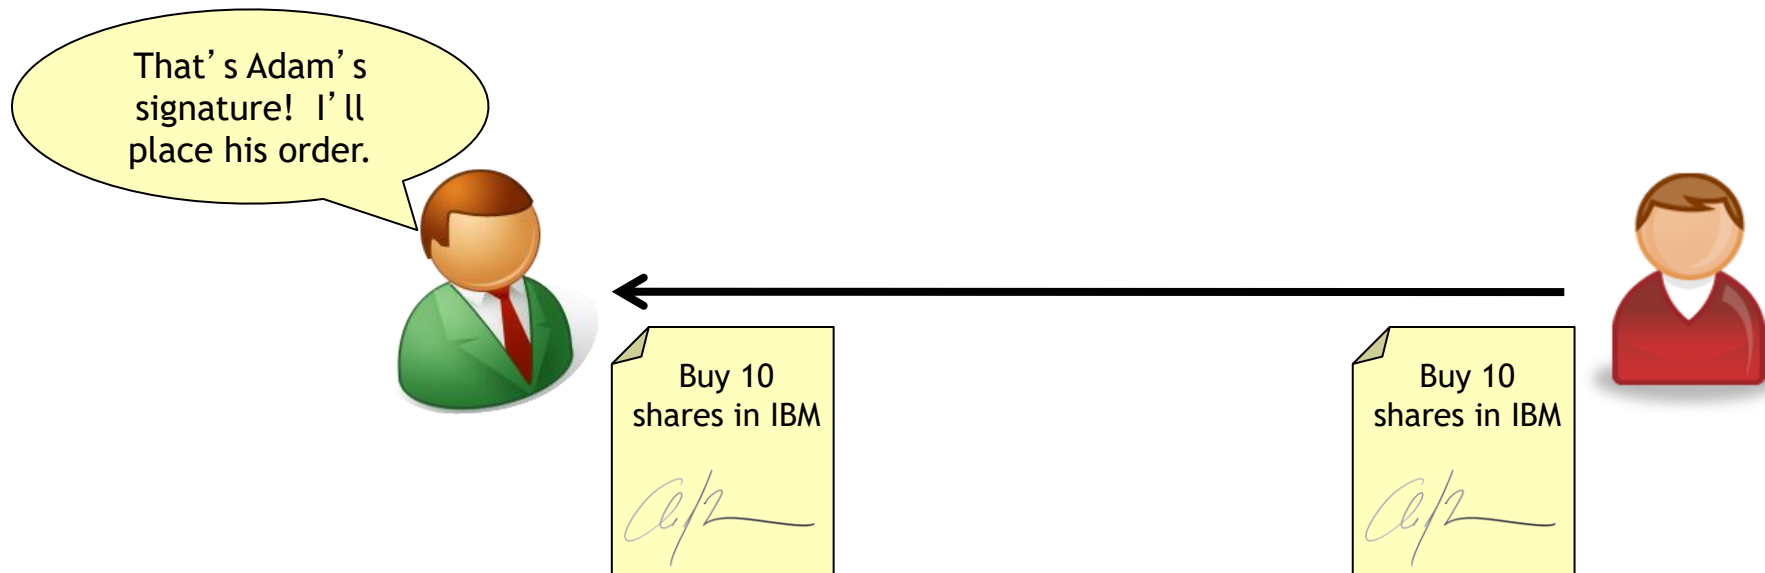 That’s Adam’s
signature! I’ll
place his order.
Buy 10
shares in IBM
Buy 10
shares in IBM